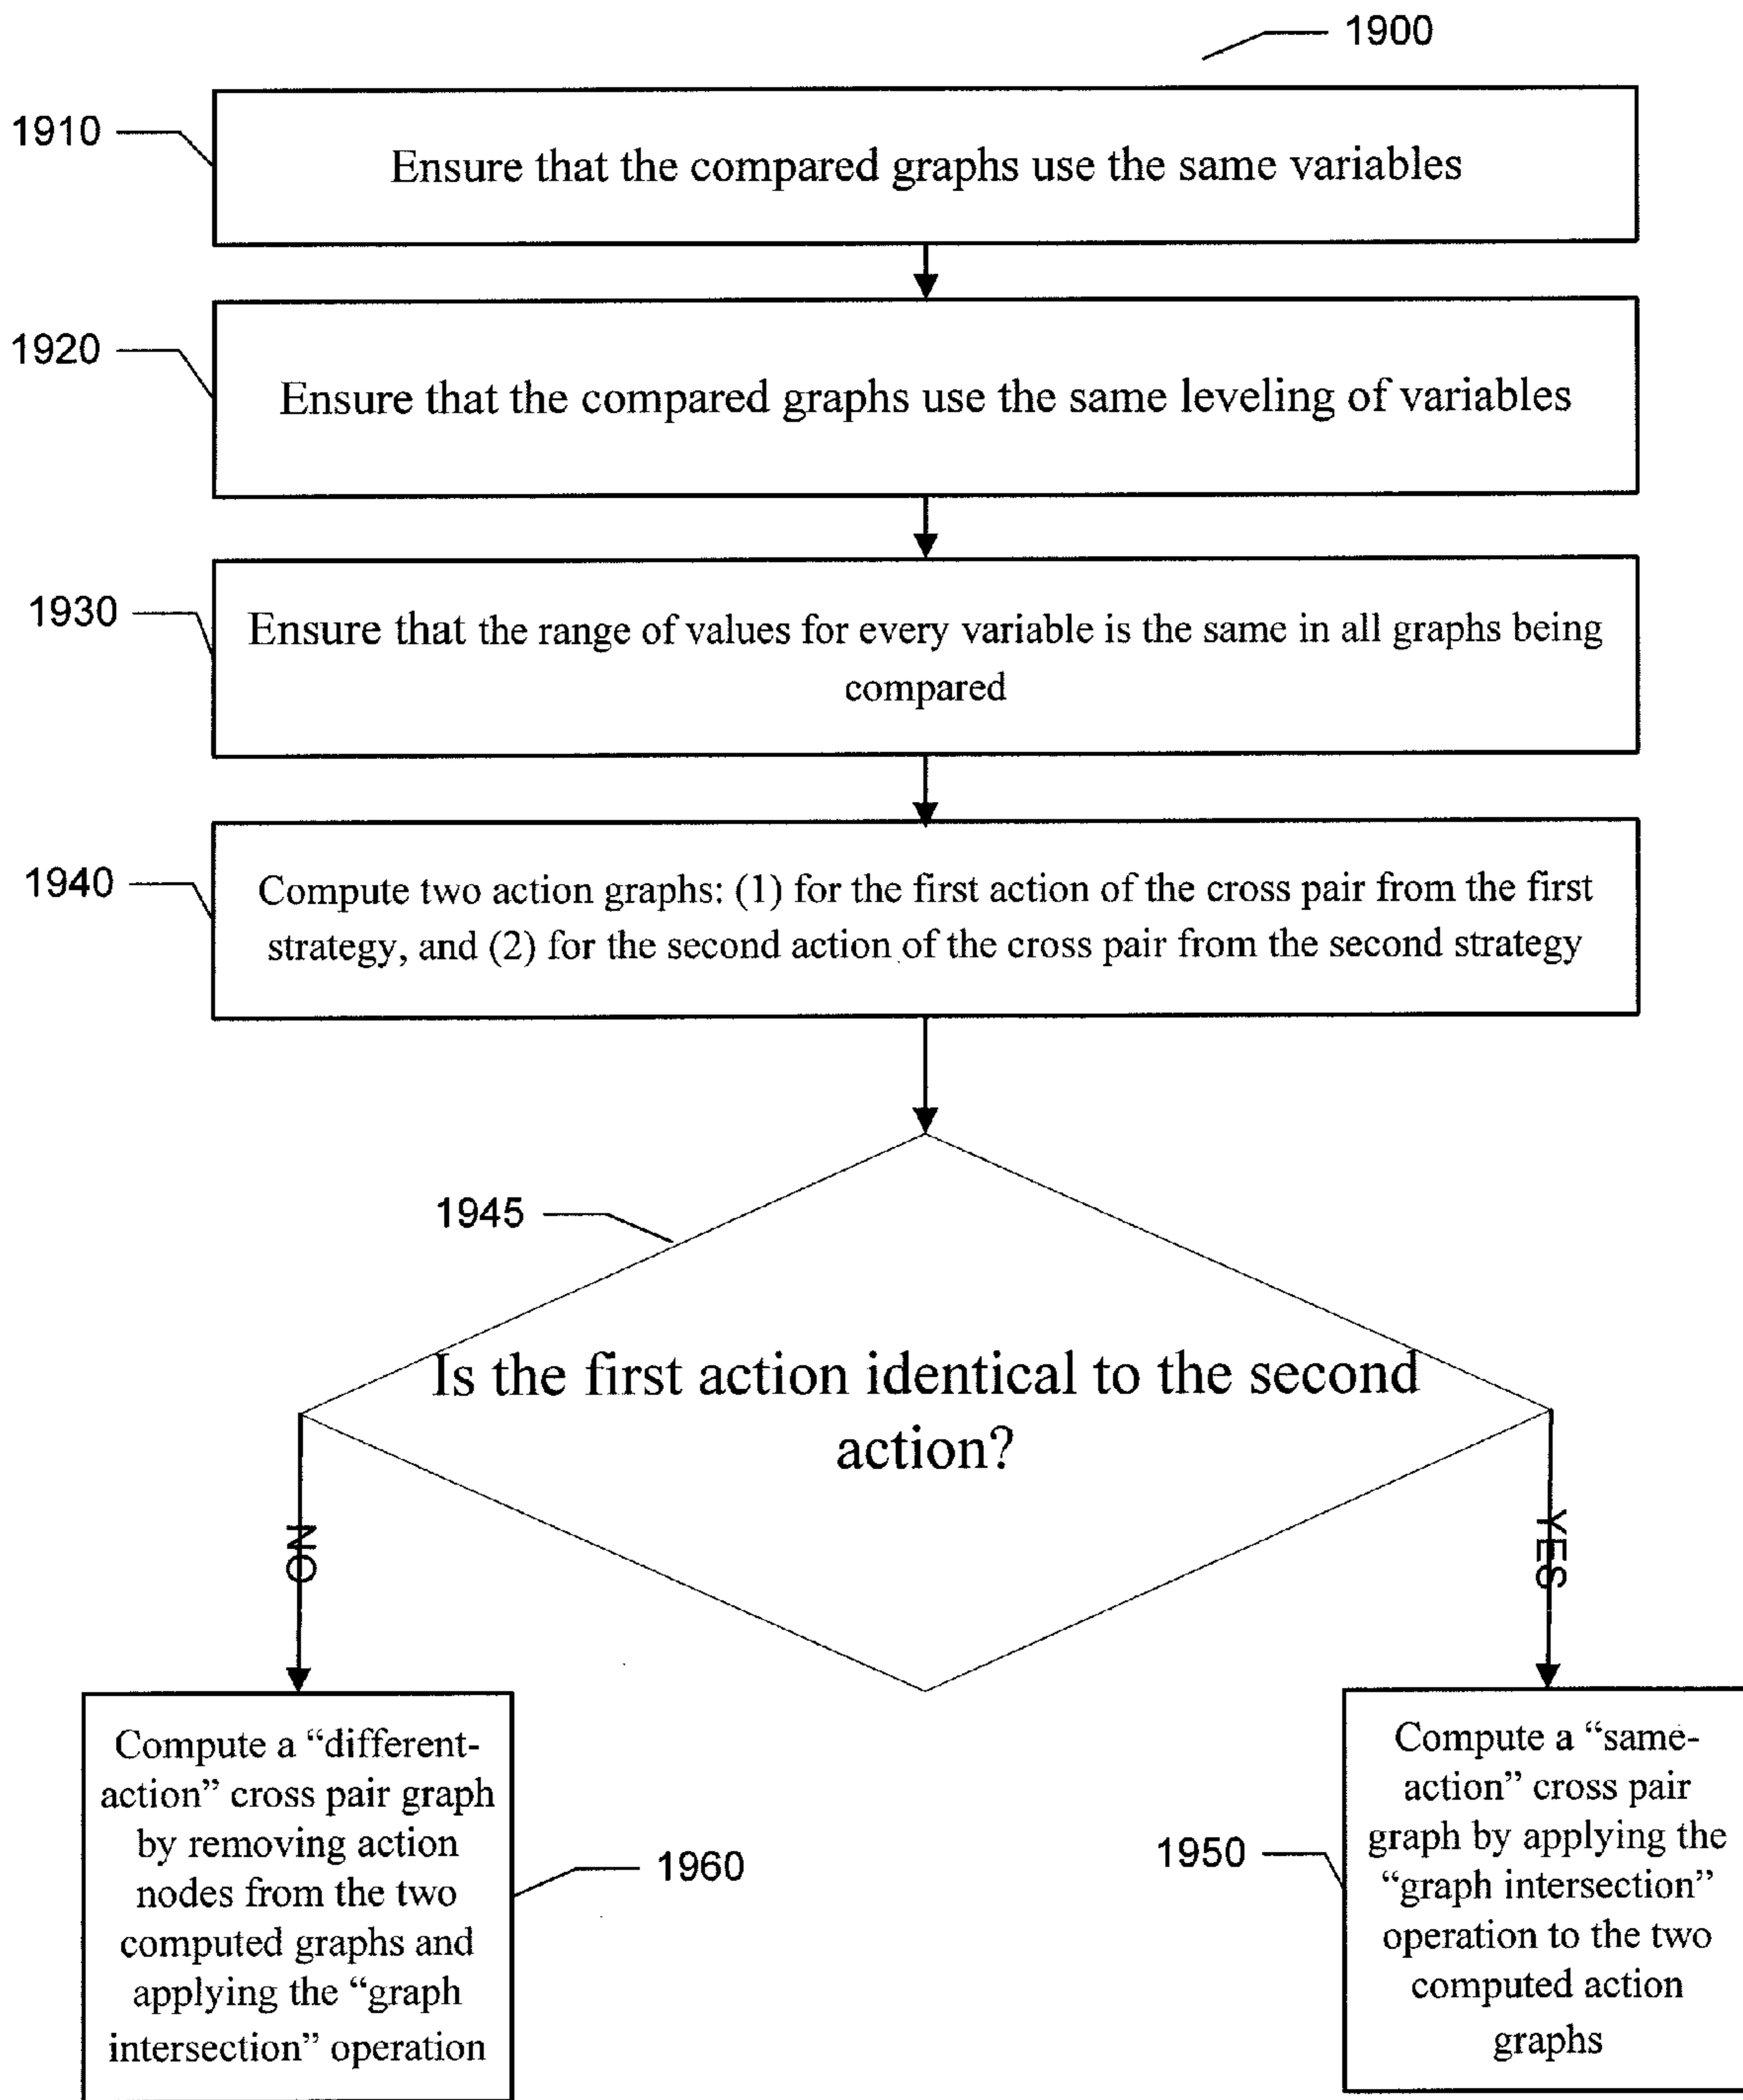 1900
1910
Ensure that the compared graphs use the same variables
1920
Ensure that the compared graphs use the same leveling of variables
1930
Ensure that the range of values for every variable is the same in all graphs being
compared
1940
Compute two action graphs: (1) for the first action of the cross pair from the first
strategy, and (2) for the second action of the cross pair from the second strategy
1945
Is the first action identical to the second
action?
NO
YES
Compute a “different-
action” cross pair graph
by removing action
nodes from the two
computed graphs and
applying the “graph
intersection” operation
1960
1950
Compute a “same-
action” cross pair
graph by applying the
“graph intersection”
operation to the two
computed action
graphs